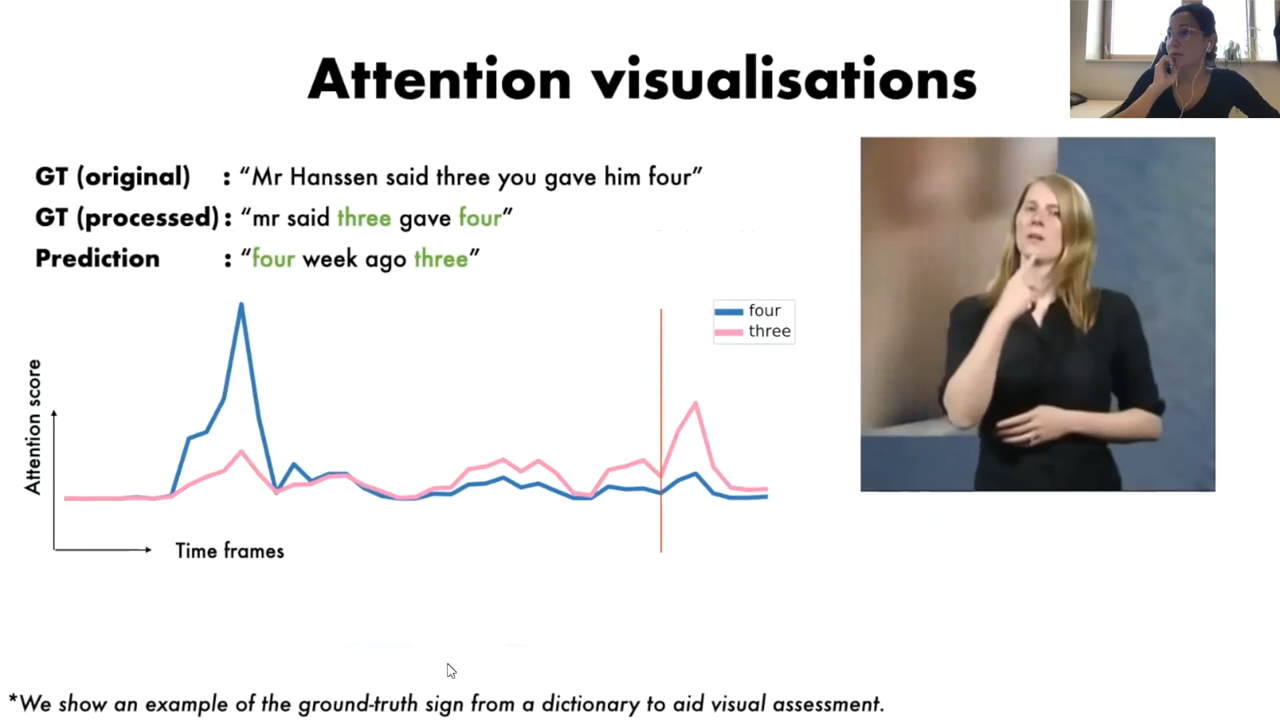 Attention visualisations
GT (original) : “Mr Hanssen said three you gave him four”
GT (processed) : “mr said three gave four”
Prediction : “four week ago three”
four
three
Attention score
Time frames
*We show an example of the ground-truth sign from a dictionary to aid visual assessment.